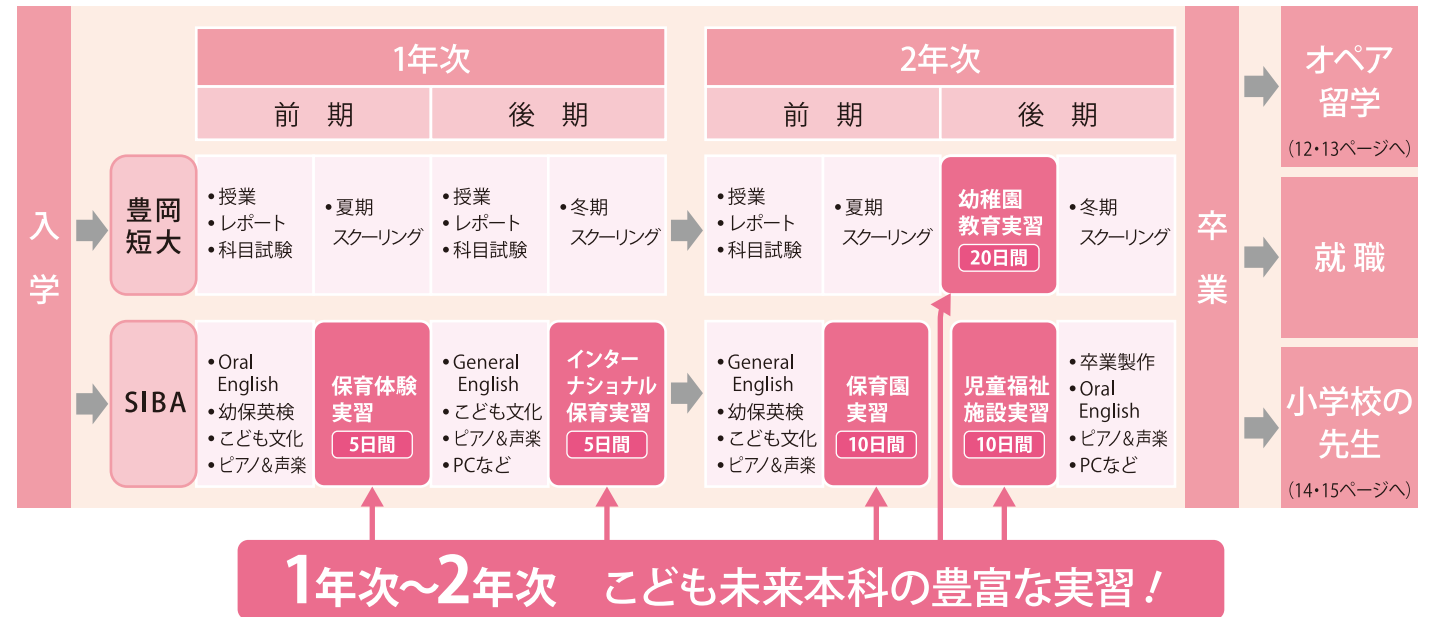 入学
1年次
前 期
後 期
2年次
前 期
後 期
豊岡
短大
• 授業
• レポート
• 科目試験
• 夏期
スクーリング
• 授業
• レポート
• 科目試験
• 冬期
スクーリング
• 授業
• レポート
• 科目試験
• 夏期
スクーリング
幼稚園
教育実習
20日間
• 冬期
スクーリング
SIBA
• Oral
English
• 幼保英検
• こども文化
• ピアノ&声楽
保育体験
実習
5日間
• General
English
• こども文化
• ピアノ&声楽
• PCなど
インター
ナショナル
保育実習
5日間
• General
English
• 幼保英検
• こども文化
• ピアノ&声楽
保育園
実習
10日間
児童福祉
施設実習
10日間
• 卒業製作
• Oral
English
• ピアノ&声楽
• PCなど
卒業
オペア
留学
(12・13ページへ)
就職
小学校の
先生
(14・15ページへ)
1年次〜2年次 こども未来本科の豊富な実習!